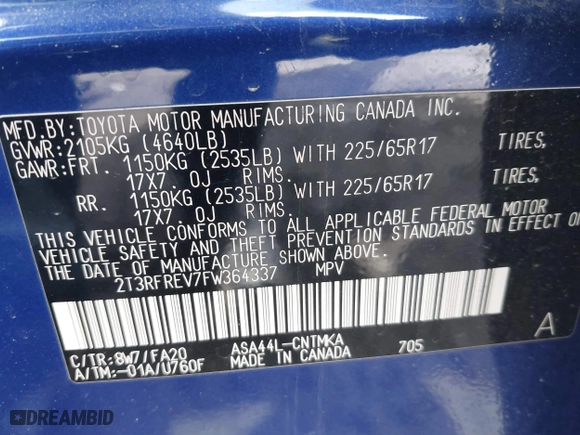 MFD.BY:TOYOTA MOTOR MANUFACTURING CANADA INC.
GVWR:2105KG (4640LB)
GAWR:FRT. 1150KG (2535LB) WITH 225/65R17 TIRES,
17X7. 0J RIMS.
RR. 1150KG (2535LB) WITH 225/65R17 TIRES,
17X7. 0J RIMS.
THIS VEHICLE CONFORMS TO ALL APPLICABLE FEDERAL MOTOR
VEHICLE SAFETY AND THEFT PREVENTION STANDARDS IN EFFECT O
THE DATE OF MANUFACTURE SHOWN ABOVE.
2T3RFREV7FW364337 MPV
A
C/TR:8W7/FA20 ASA44L-CNTMKA 705
A/TM:-01A/U760F MADE IN CANADA
DREAMBID